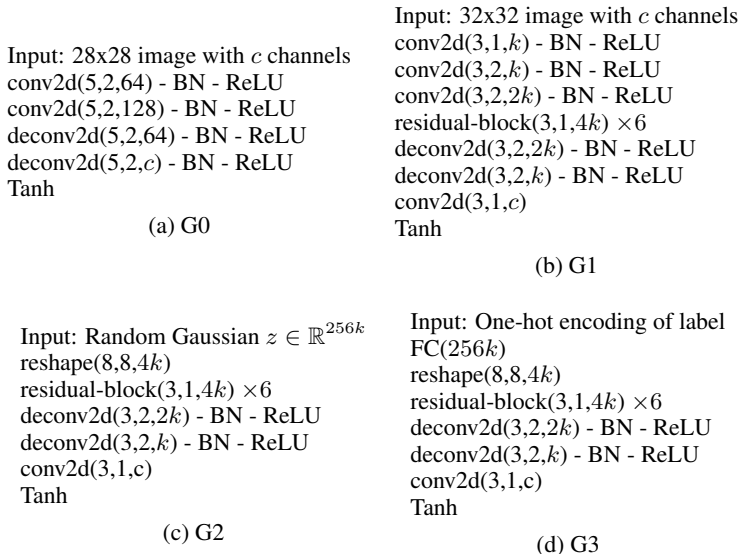 Input: 28x28 image with c channels
conv2d(5,2,64) - BN - ReLU
conv2d(5,2,128) - BN - ReLU
deconv2d(5,2,64) - BN - ReLU
deconv2d(5,2,c) - BN - ReLU
Tanh
(a) G0
Input: 32x32 image with c channels
conv2d(3,1,k) - BN - ReLU
conv2d(3,2,k) - BN - ReLU
conv2d(3,2,2k) - BN - ReLU
residual-block(3,1,4k) ×6
deconv2d(3,2,2k) - BN - ReLU
deconv2d(3,2,k) - BN - ReLU
conv2d(3,1,c)
Tanh
(b) G1
Input: Random Gaussian z ∈ ℝ^{256k}
reshape(8,8,4k)
residual-block(3,1,4k) ×6
deconv2d(3,2,2k) - BN - ReLU
deconv2d(3,2,k) - BN - ReLU
conv2d(3,1,c)
Tanh
(c) G2
Input: One-hot encoding of label
FC(256k)
reshape(8,8,4k)
residual-block(3,1,4k) ×6
deconv2d(3,2,2k) - BN - ReLU
deconv2d(3,2,k) - BN - ReLU
conv2d(3,1,c)
Tanh
(d) G3